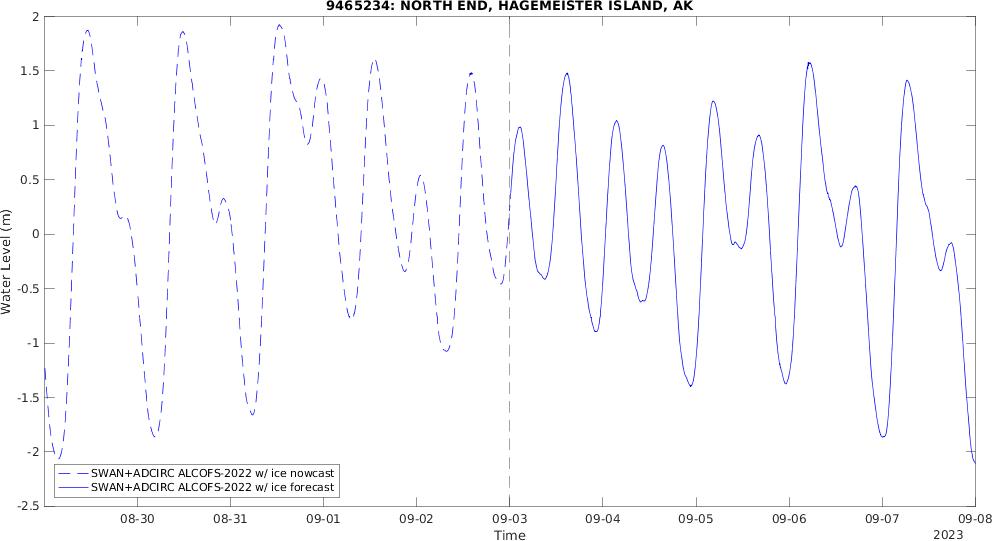 9465234: NORTH END, HAGEMEISTER ISLAND, AK
2
1.5
1
0.5
0
-0.5
-1
-1.5
-2
-2.5
Water Level (m)
SWAN+ADCIRC ALCOFS-2022 w/ ice nowcast
SWAN+ADCIRC ALCOFS-2022 w/ ice forecast
08-30 08-31 09-01 09-02 09-03 09-04 09-05 09-06 09-07 09-08
Time
2023